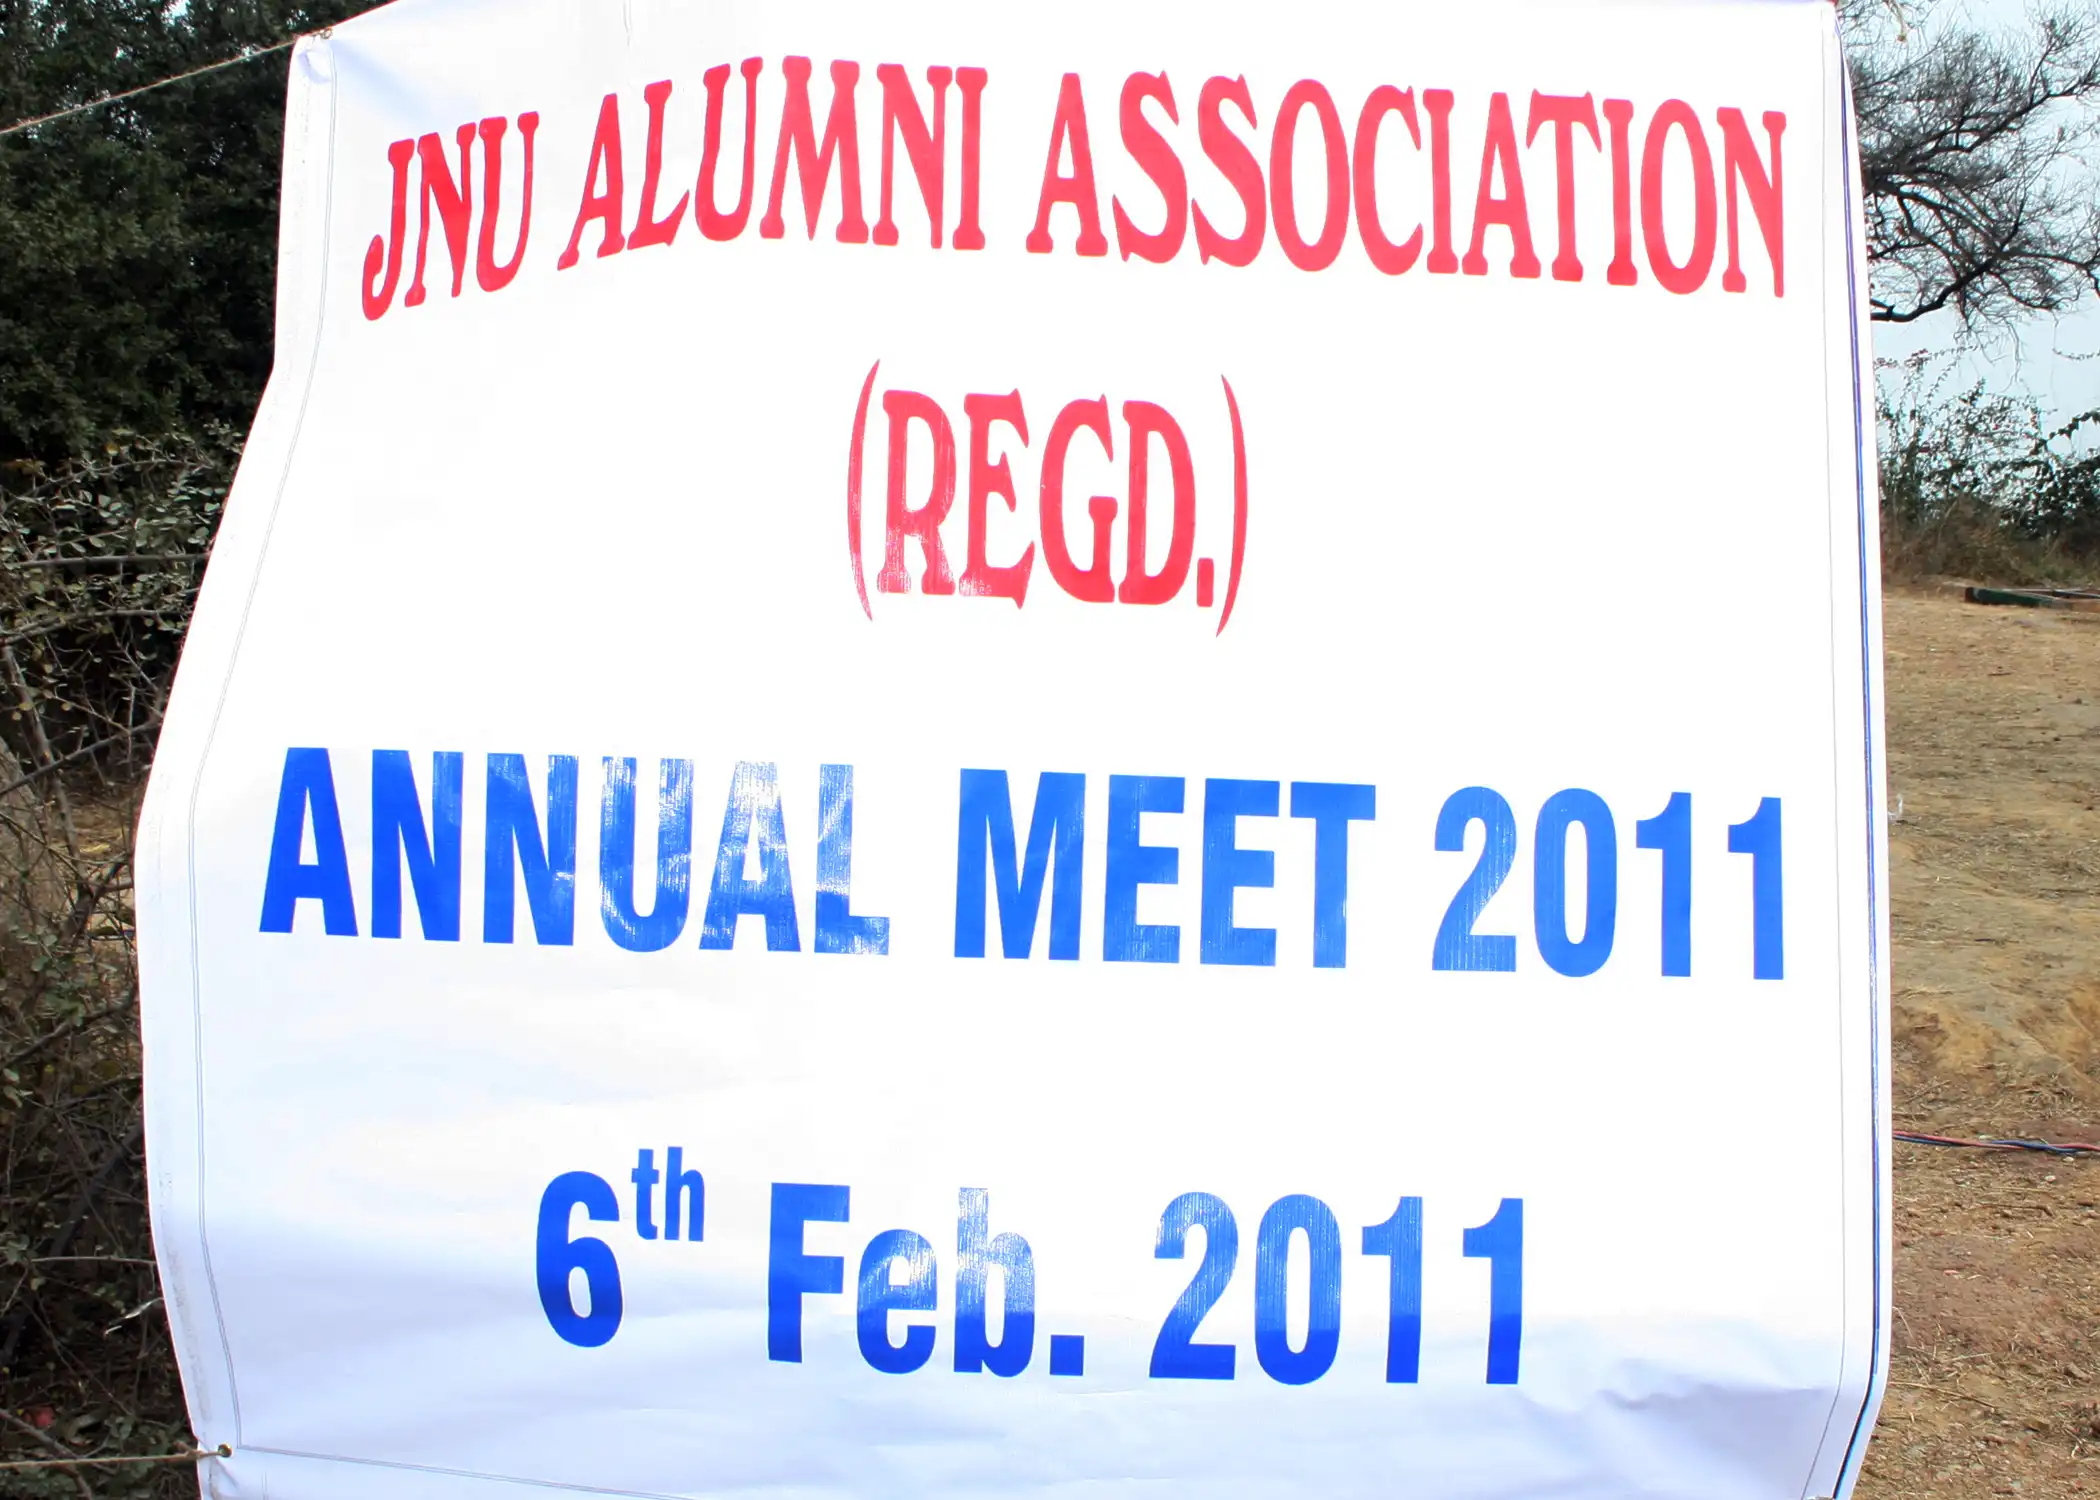 JNU ALUMNI ASSOCIATION
(REGD.)
ANNUAL MEET 2011
6th Feb. 2011